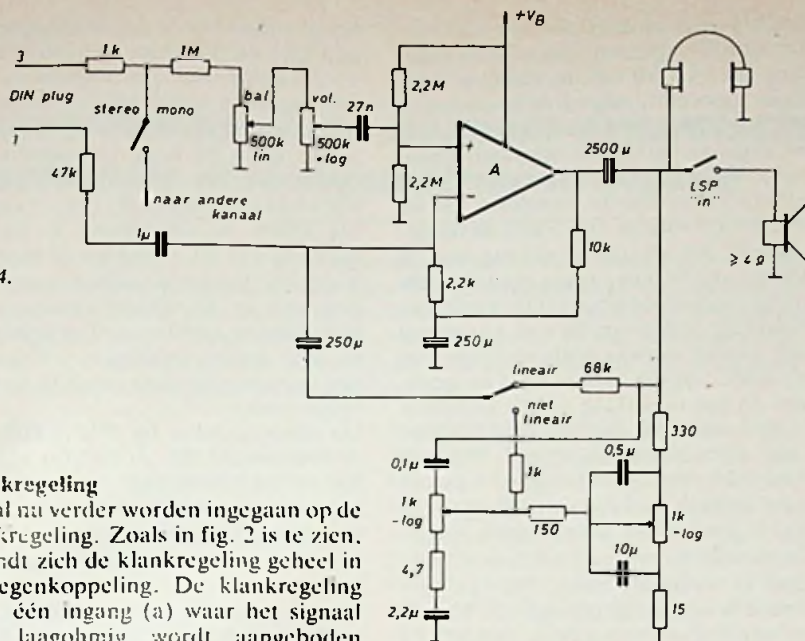 +VB
3
1k
1M
DIN plug
stereo
mono
bal
500k
lin
vol.
500k
+log
27n
2,2M
2,2M
+
A
-
2500µ
LSP
"in"
≥ 4 Ω
1
47k
naar andere
kanaal
1µ
10k
2,2k
4.
250µ
250µ
lineair
68k
niet
lineair
330
0,1µ
1k
0,5µ
1k
-log
150
1k
-log
10µ
4,7
15
2,2µ
kregeling
al nu verder worden ingegaan op de
kregeling. Zoals in fig. 2 is te zien,
ndt zich de klankregeling geheel in
egenkoppeling. De klankregeling
één ingang (a) waar het signaal
laagohmig wordt aangeboden